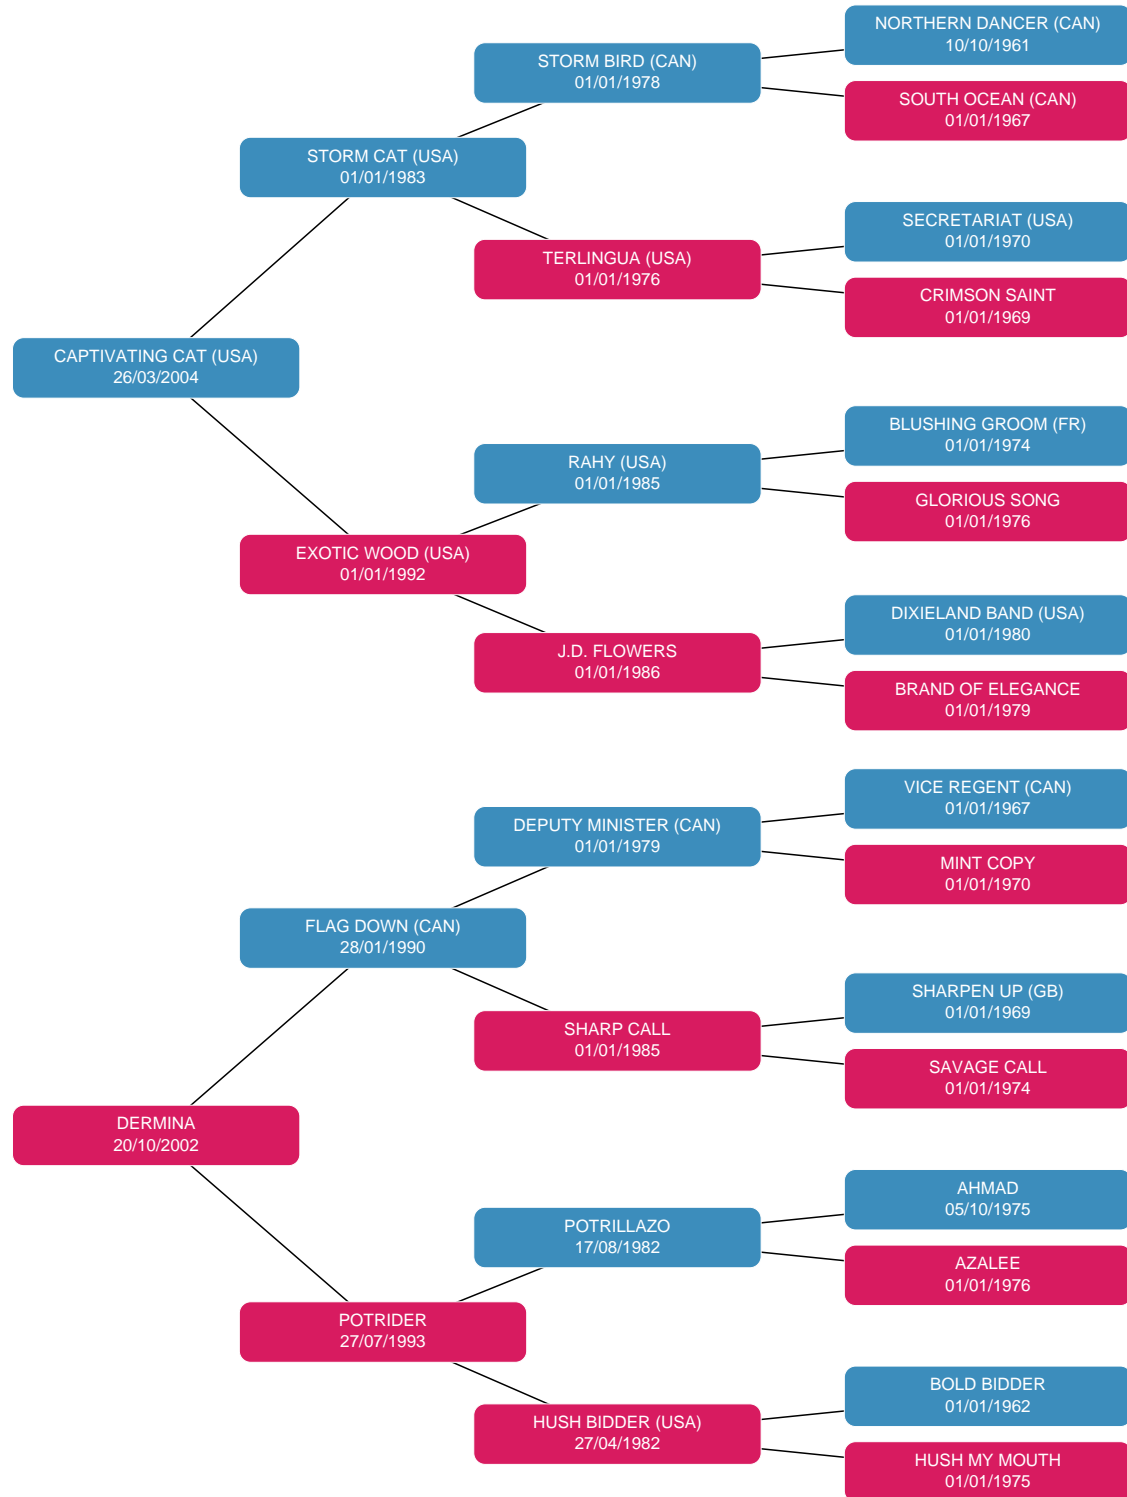 NORTHERN DANCER (CAN)
10/10/1961
STORM BIRD (CAN)
01/01/1978
SOUTH OCEAN (CAN)
01/01/1967
STORM CAT (USA)
01/01/1983
SECRETARIAT (USA)
01/01/1970
TERLINGUA (USA)
01/01/1976
CRIMSON SAINT
01/01/1969
CAPTIVATING CAT (USA)
26/03/2004
BLUSHING GROOM (FR)
01/01/1974
RAHY (USA)
01/01/1985
GLORIOUS SONG
01/01/1976
EXOTIC WOOD (USA)
01/01/1992
DIXIELAND BAND (USA)
01/01/1980
J.D. FLOWERS
01/01/1986
BRAND OF ELEGANCE
01/01/1979
VICE REGENT (CAN)
01/01/1967
DEPUTY MINISTER (CAN)
01/01/1979
MINT COPY
01/01/1970
FLAG DOWN (CAN)
28/01/1990
SHARPEN UP (GB)
01/01/1969
SHARP CALL
01/01/1985
SAVAGE CALL
01/01/1974
DERMINA
20/10/2002
AHMAD
05/10/1975
POTRILLAZO
17/08/1982
AZALEE
01/01/1976
POTRIDER
27/07/1993
BOLD BIDDER
01/01/1962
HUSH BIDDER (USA)
27/04/1982
HUSH MY MOUTH
01/01/1975